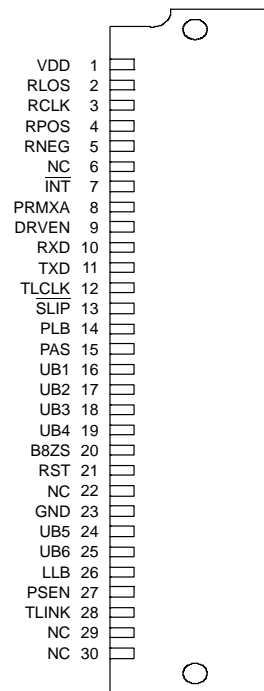 VDD 1
RLOS 2
RCLK 3
RPOS 4
RNEG 5
NC 6
INT 7
PRMXA 8
DRVEN 9
RXD 10
TXD 11
TLCLK 12
SLIP 13
PLB 14
PAS 15
UB1 16
UB2 17
UB3 18
UB4 19
B8ZS 20
RST 21
NC 22
GND 23
UB5 24
UB6 25
LLB 26
PSEN 27
TLINK 28
NC 29
NC 30